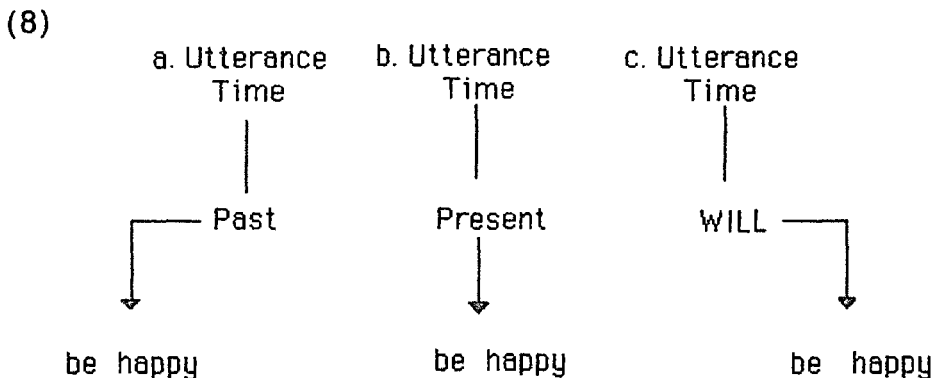 (8)
a. Utterance Time b. Utterance Time c. Utterance Time
Past Present WILL
be happy be happy be happy